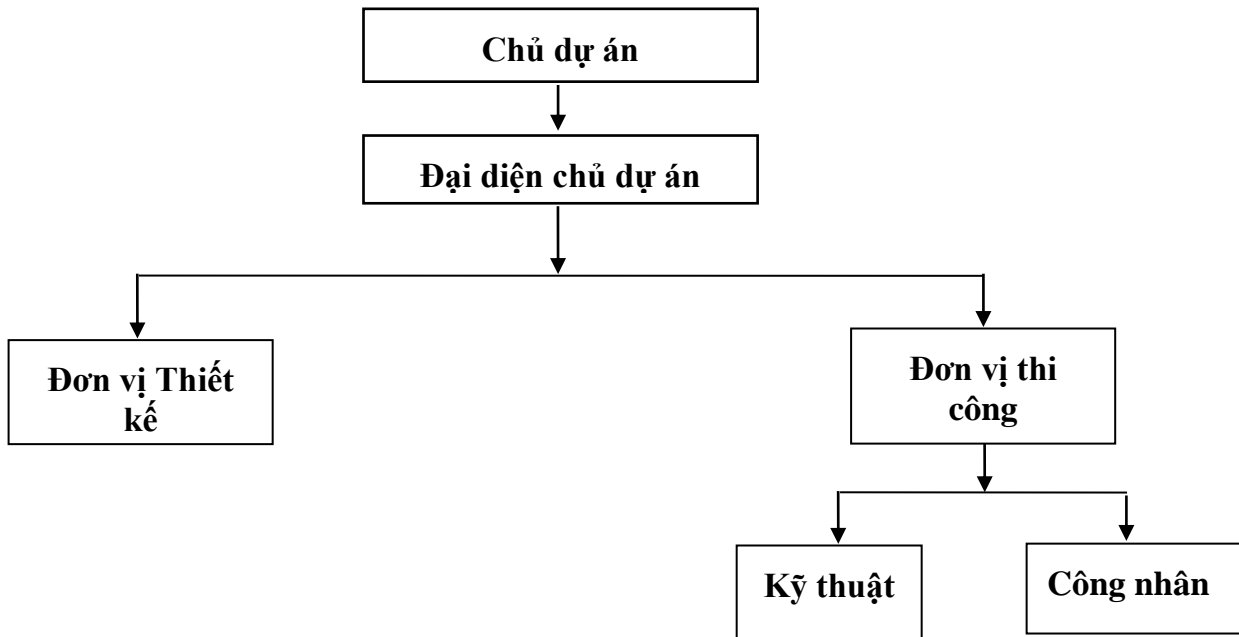 Chủ dự án
Đại diện chủ dự án
Đơn vị Thiết
kế
Đơn vị thi
công
Kỹ thuật
Công nhân